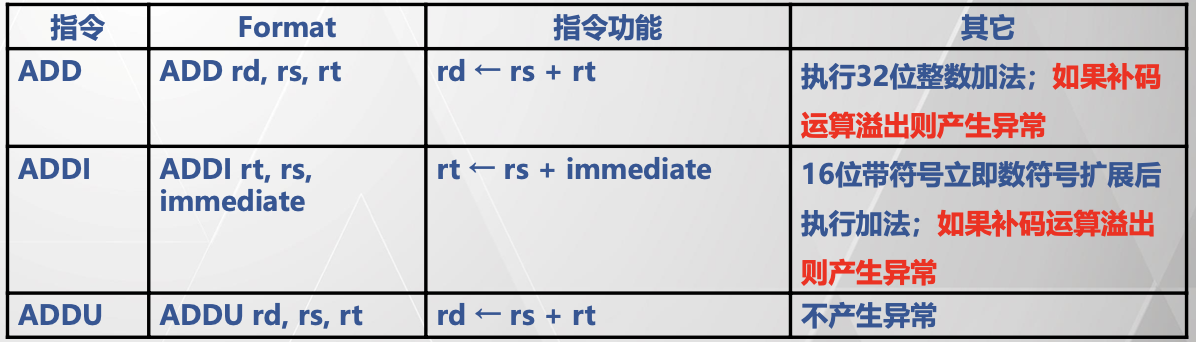 指令 Format 指令功能 其它
ADD ADD rd, rs, rt rd ← rs + rt 执行32位整数加法；如果补码
运算溢出则产生异常
ADDI ADDI rt, rs, rt ← rs + immediate 16位带符号立即数符号扩展后
immediate 执行加法；如果补码运算溢出
则产生异常
ADDU ADDU rd, rs, rt rd ← rs + rt 不产生异常